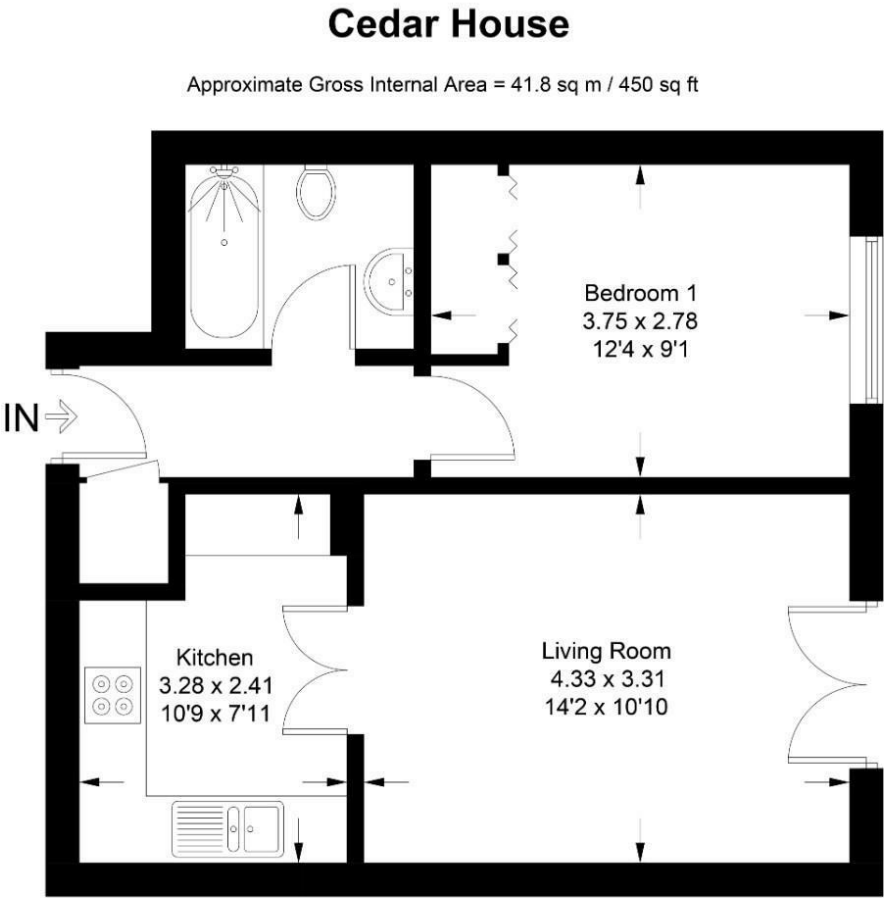 Cedar House
Approximate Gross Internal Area = 41.8 sq m / 450 sq ft
Bedroom 1
3.75 x 2.78
12'4 x 9'1
IN
Kitchen
3.28 x 2.41
10'9 x 7'11
Living Room
4.33 x 3.31
14'2 x 10'10